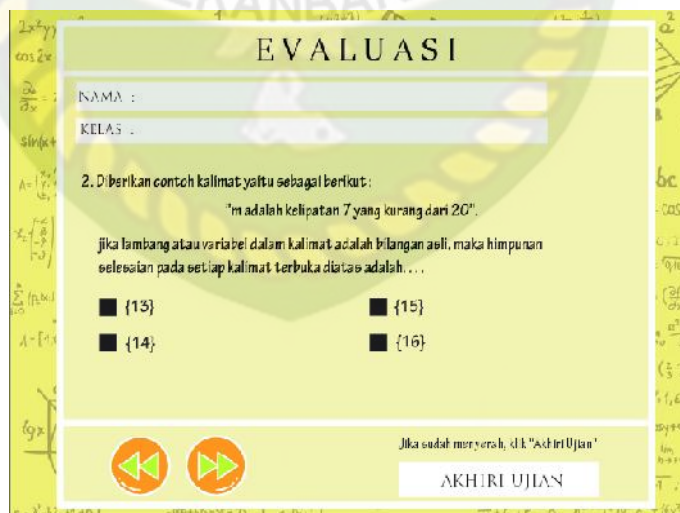 EVALUASI
NAMA :
KELAS :
2. Diberikan contoh kalimat yaitu sebagai berikut :
"m adalah kelipatan 7 yang kurang dari 20".
jika lambang atau variabel dalam kalimat adalah bilangan asli, maka himpunan
selesaian pada setiap kalimat terbuka diatas adalah. . . .
{13}
{15}
{14}
{16}
Jika sudah menyerah, klik "Akhiri Ujian"
AKHIRI UJIAN